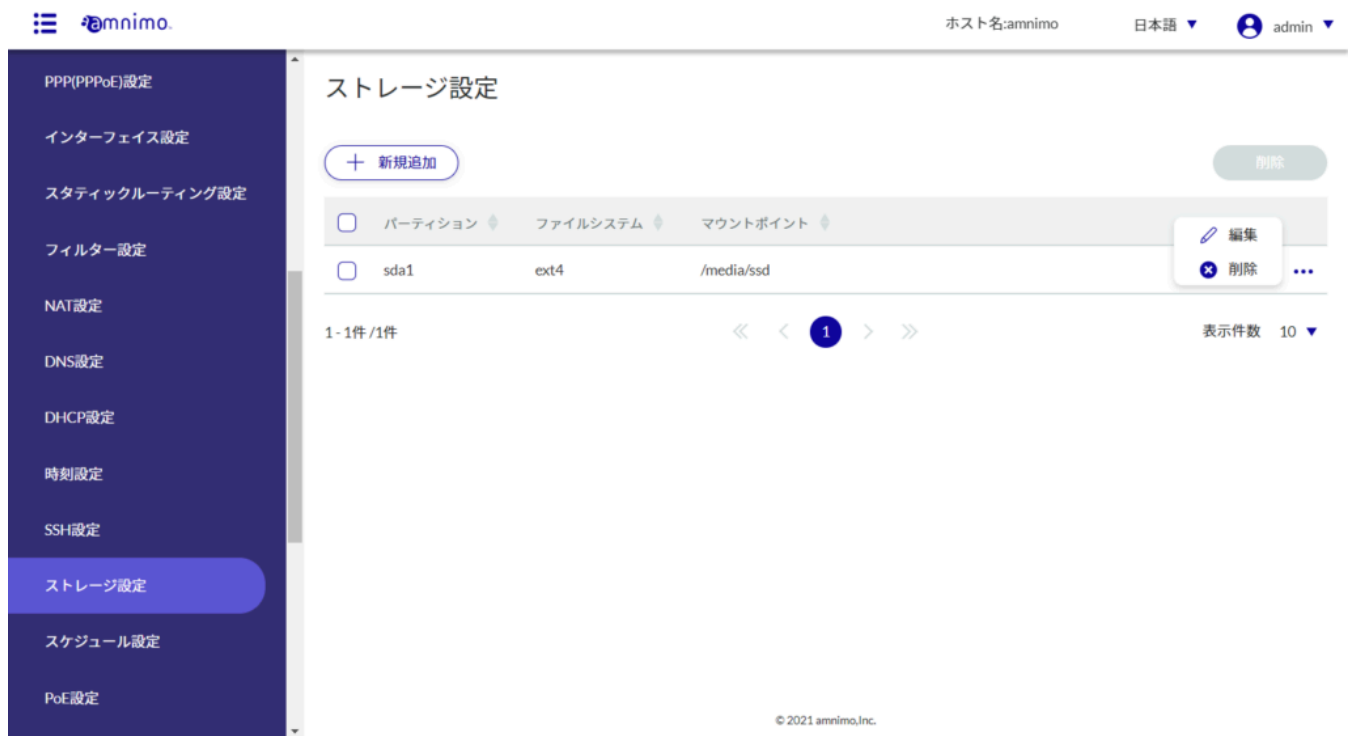 amnimo.
ホスト名:amnimo
日本語 ▼
admin ▼
PPP(PPPoE)設定
インターフェイス設定
スタティックルーティング設定
フィルター設定
NAT設定
DNS設定
DHCP設定
時刻設定
SSH設定
ストレージ設定
スケジュール設定
PoE設定
ストレージ設定
+ 新規追加
削除
パーティション ファイルシステム マウントポイント
sda1 ext4 /media/ssd
編集
削除
1 - 1件 /1件
1
表示件数 10 ▼
© 2021 amnimo,Inc.